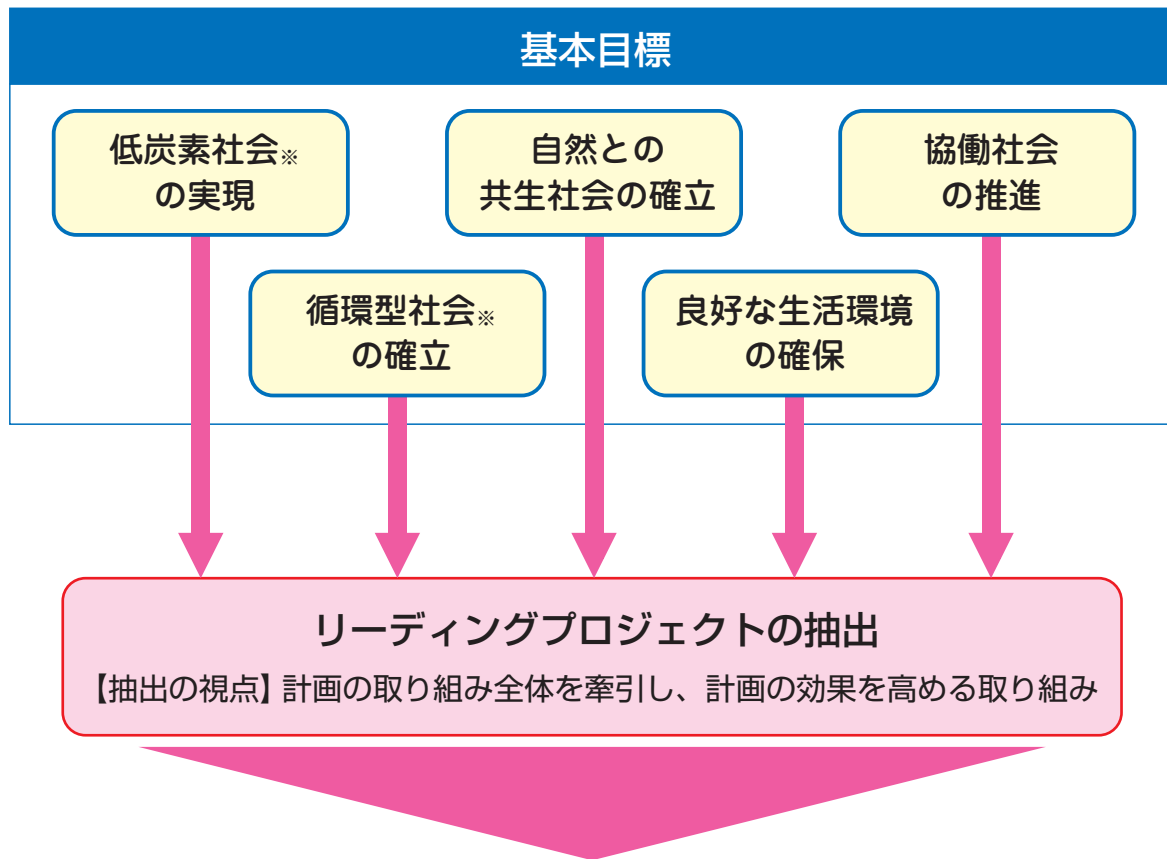 基本目標
低炭素社会※
の実現
自然との
共生社会の確立
協働社会
の推進
循環型社会※
の確立
良好な生活環境
の確保
リーディングプロジェクトの抽出
【抽出の視点】計画の取り組み全体を牽引し、計画の効果を高める取り組み